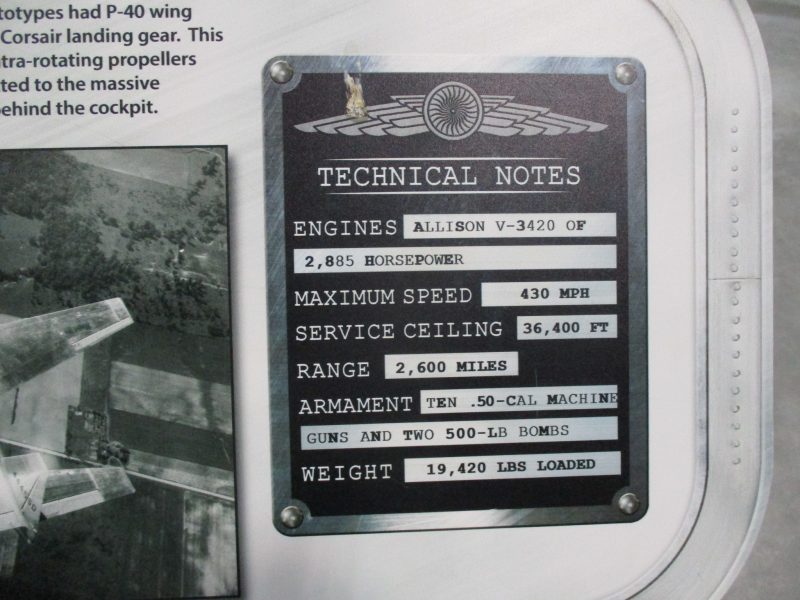 totypes had P-40 wing
Corsair landing gear. This
ntra-rotating propellers
ted to the massive
behind the cockpit.
TECHNICAL NOTES
ENGINES ALLISON V-3420 OF
2,885 HORSEPOWER
MAXIMUM SPEED 430 MPH
SERVICE CEILING 36,400 FT
RANGE 2,600 MILES
ARMAMENT TEN .50-CAL MACHINE
GUNS AND TWO 500-LB BOMBS
WEIGHT 19,420 LBS LOADED